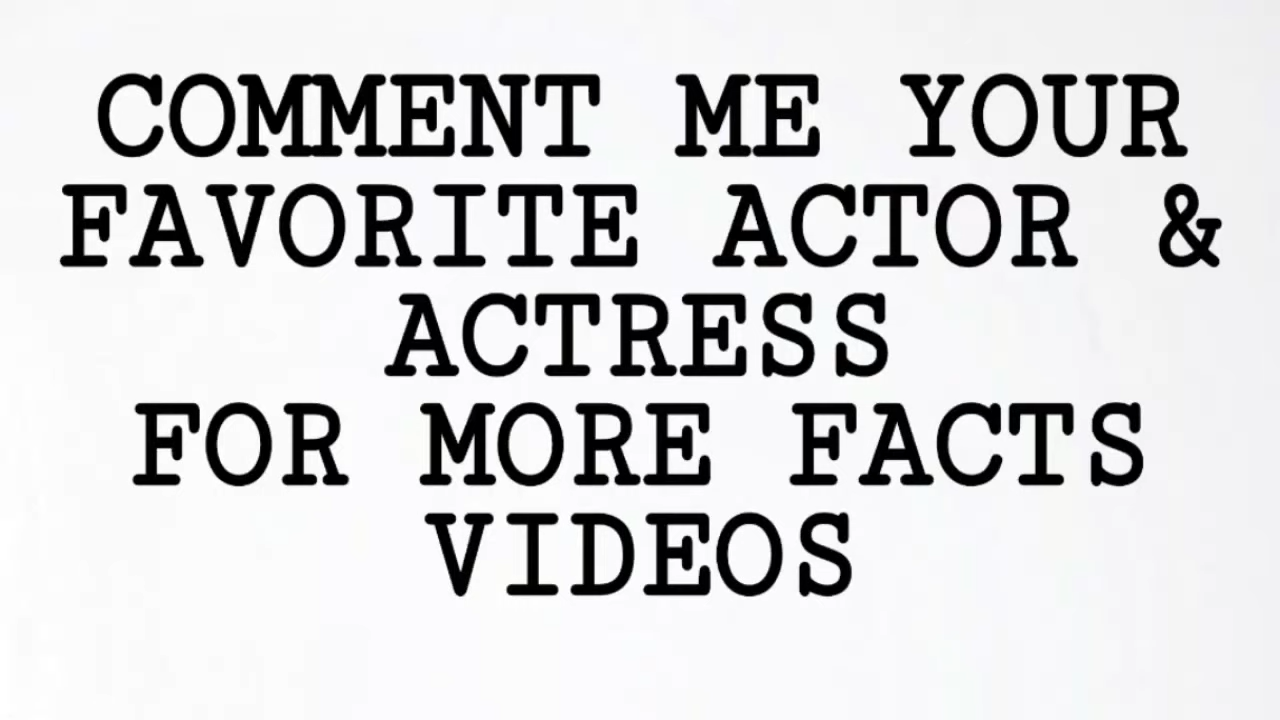 COMMENT ME YOUR
FAVORITE ACTOR &
ACTRESS
FOR MORE FACTS
VIDEOS